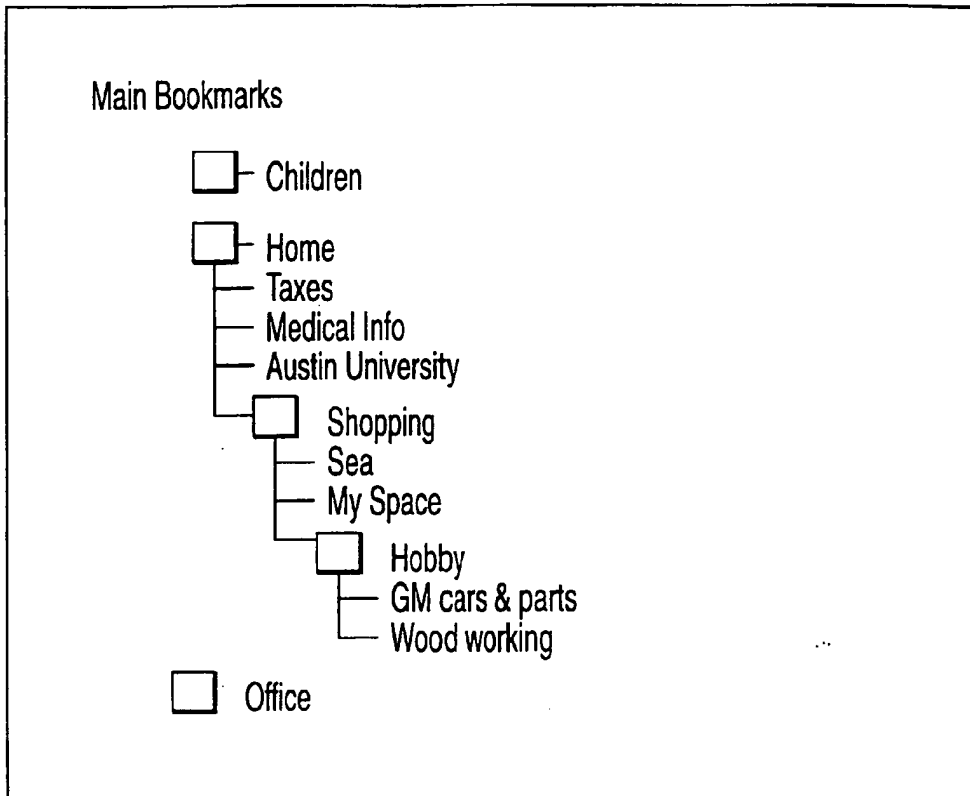 Main Bookmarks
Children
Home
Taxes
Medical Info
Austin University
Shopping
Sea
My Space
Hobby
GM cars & parts
Wood working
Office